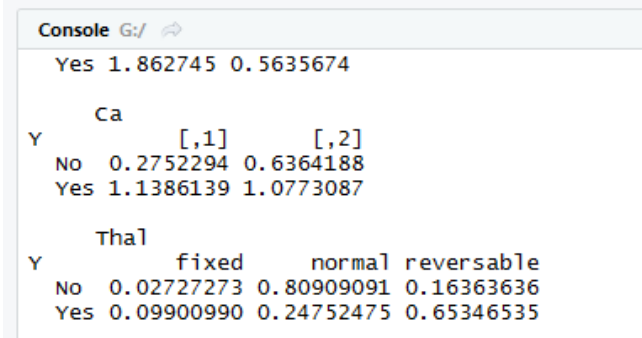 Console G:/
Yes 1.862745 0.5635674
Ca
Y [,1] [,2]
No 0.2752294 0.6364188
Yes 1.1386139 1.0773087
Thal
Y fixed normal reversable
No 0.02727273 0.80909091 0.16363636
Yes 0.09900990 0.24752475 0.65346535